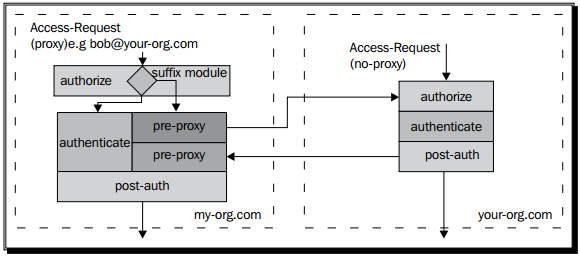 Access-Request
(proxy)e.g bob@your-org.com
authorize
suffix module
authenticate
pre-proxy
pre-proxy
post-auth
my-org.com
Access-Request
(no-proxy)
authorize
authenticate
post-auth
your-org.com